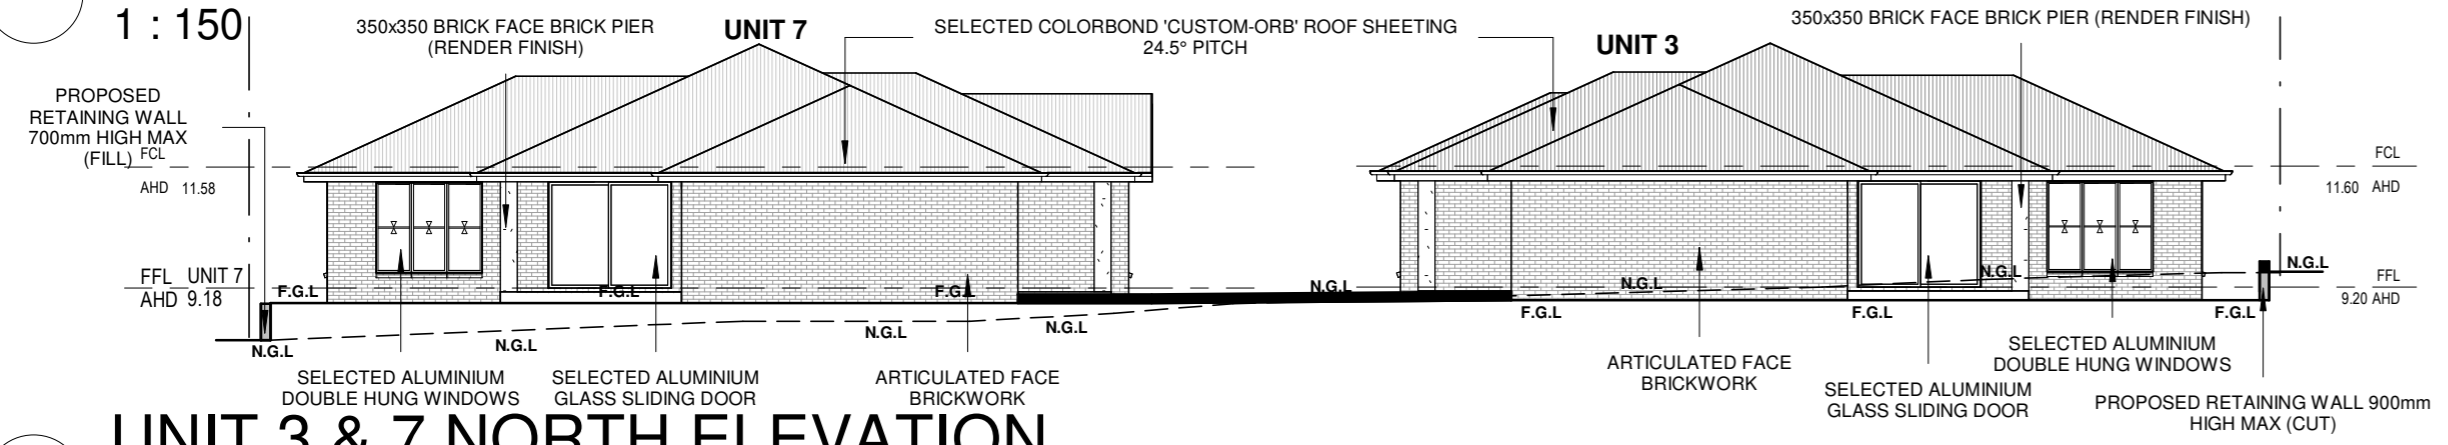 1 : 150
350x350 BRICK FACE BRICK PIER
(RENDER FINISH)
UNIT 7
SELECTED COLORBOND 'CUSTOM-ORB' ROOF SHEETING
24.5° PITCH
UNIT 3
350x350 BRICK FACE BRICK PIER (RENDER FINISH)
PROPOSED
RETAINING WALL
700mm HIGH MAX
(FILL)
FCL
AHD 11.58
FCL
11.60 AHD
FFL UNIT 7
AHD 9.18
F.G.L
F.G.L
F.G.L
N.G.L
N.G.L
N.G.L
N.G.L
FFL
9.20 AHD
N.G.L
N.G.L
N.G.L
N.G.L
F.G.L
F.G.L
F.G.L
SELECTED ALUMINIUM
DOUBLE HUNG WINDOWS
SELECTED ALUMINIUM
GLASS SLIDING DOOR
ARTICULATED FACE
BRICKWORK
ARTICULATED FACE
BRICKWORK
SELECTED ALUMINIUM
GLASS SLIDING DOOR
SELECTED ALUMINIUM
DOUBLE HUNG WINDOWS
PROPOSED RETAINING WALL 900mm
HIGH MAX (CUT)
UNIT 3 & 7 NORTH ELEVATION